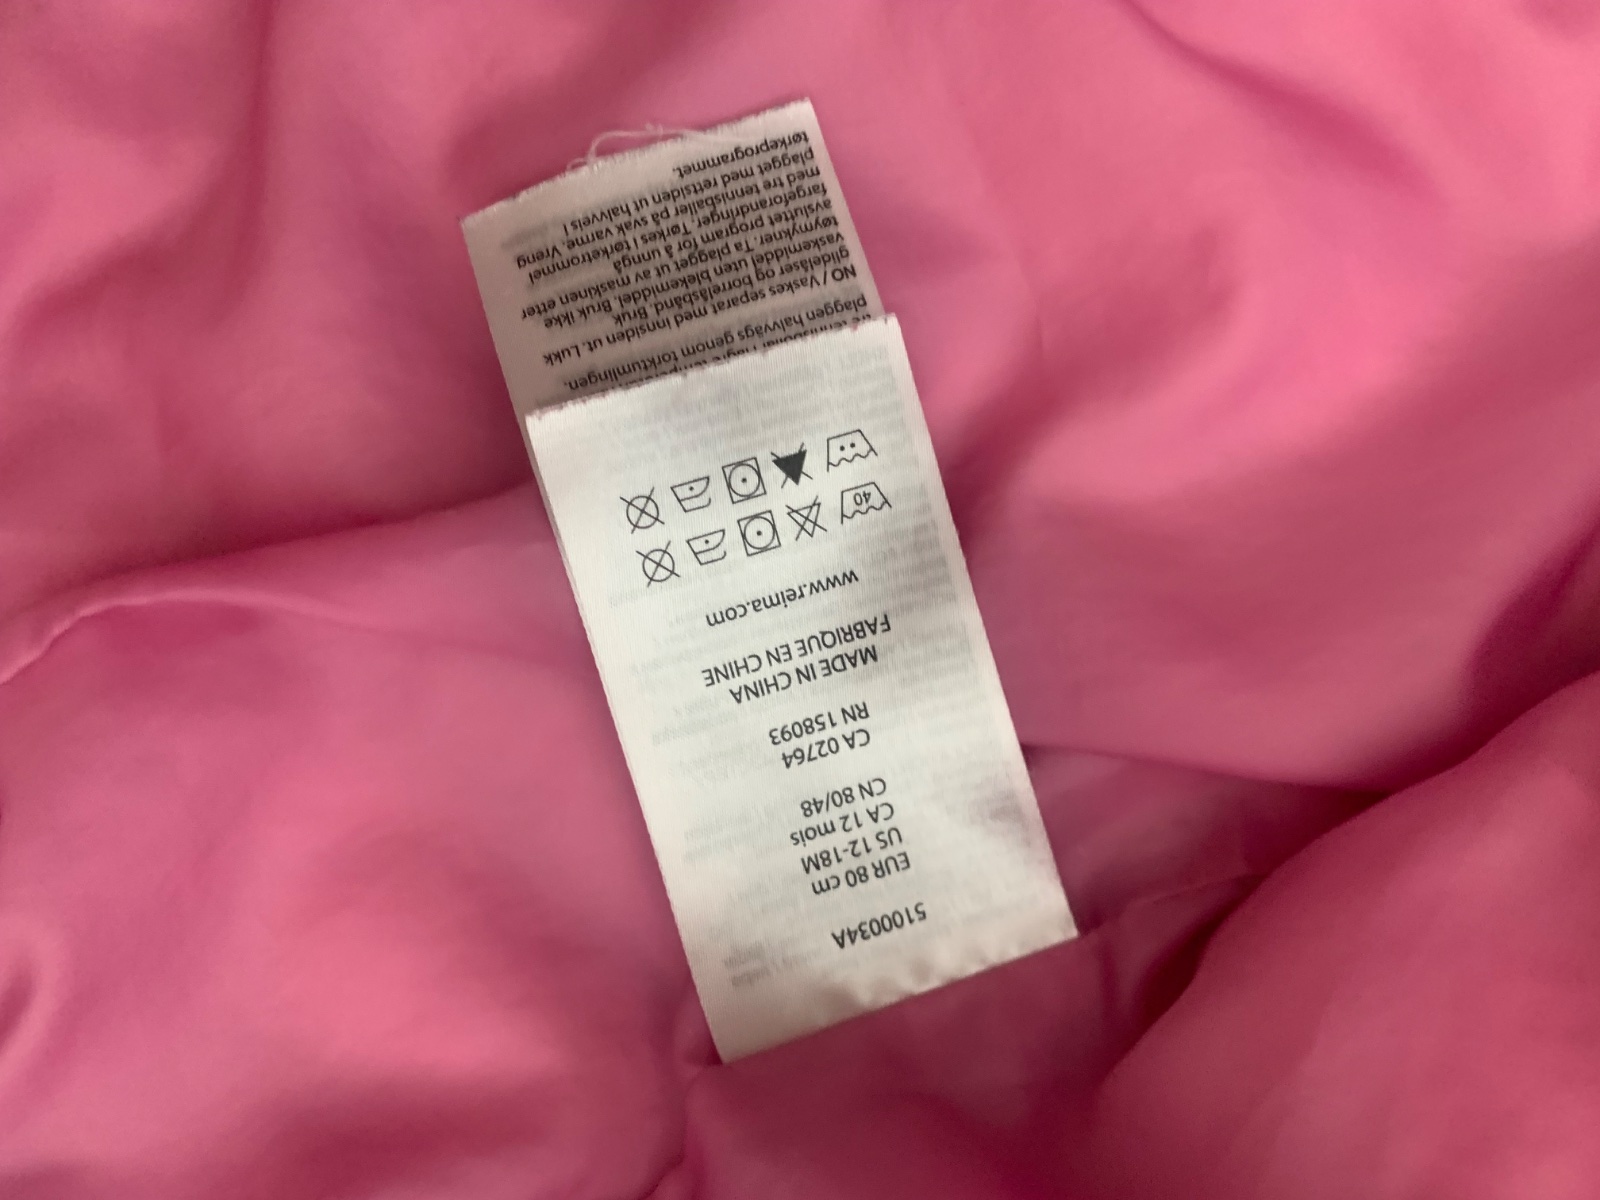 5100034A
EUR 80 cm
US 12-18M
CA 12 mois
CN 80/48
CA 02764
RN 158093
MADE IN CHINA
FABRIQUE EN CHINE
www.reima.com
40
plaggen halvvägs genom torktumlingen.
NO / Vaskes separat med innsiden ut. Lukk
glidelåser og borrelåsbånd. Bruk
vaskemiddel uten blekemiddel. Bruk ikke
tøymykner. Ta plagget ut av maskinen etter
avsluttet program for å unngå
fargeforandringer. Tørkes i tørketrommel
med tre tennisballer på svak varme. Vreng
plagget med rettsiden ut halvveis i
tørkeprogrammet.